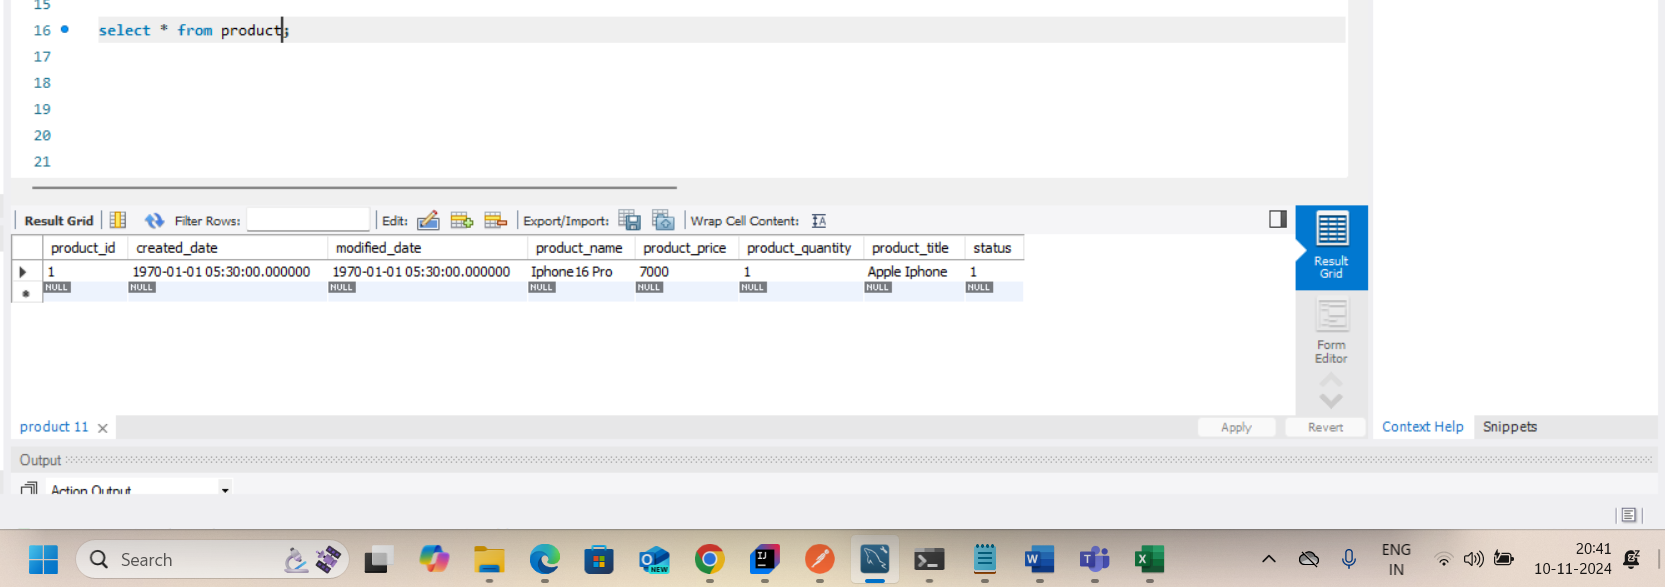 15
16 select * from product;
17
18
19
20
21
Result Grid Filter Rows: Edit: Export/Import: Wrap Cell Content: IA
product_id created_date modified_date product_name product_price product_quantity product_title status
1 1970-01-01 05:30:00.000000 1970-01-01 05:30:00.000000 Iphone16 Pro 7000 1 Apple Iphone 1
NULL NULL NULL NULL NULL NULL NULL NULL
Result
Grid
Form
Editor
product 11 Apply Revert Context Help Snippets
Output
Action Output
Search NEW IJ W T X ENG
IN 20:41
10-11-2024